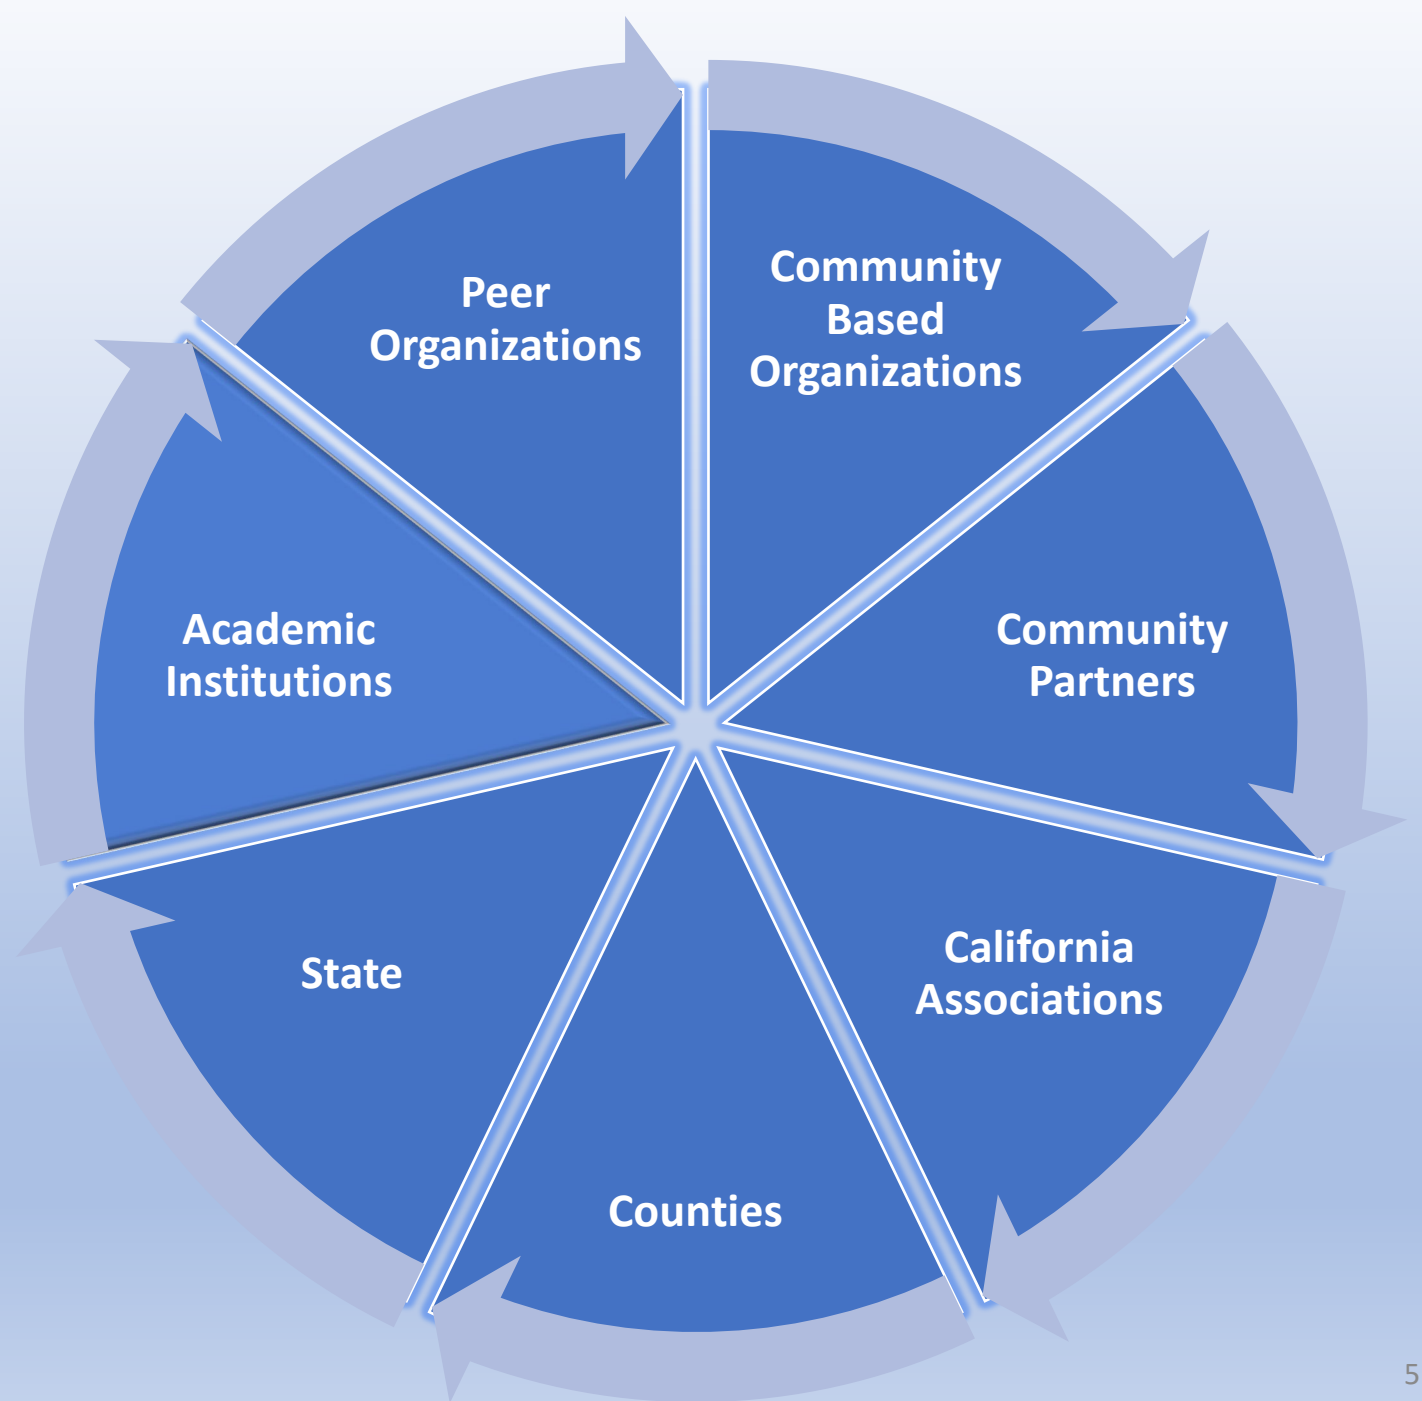 Community
Based
Organizations
Community
Partners
California
Associations
Counties
State
Academic
Institutions
Peer
Organizations
5